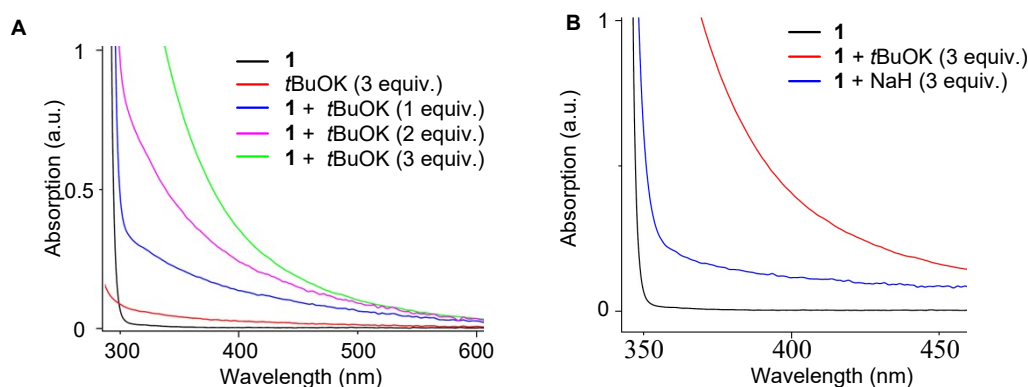 A
1
0.5
0
Absorption (a.u.)
1
tBuOK (3 equiv.)
1 + tBuOK (1 equiv.)
1 + tBuOK (2 equiv.)
1 + tBuOK (3 equiv.)
300 400 500 600
Wavelength (nm)
B
1
0
Absorption (a.u.)
1
1 + tBuOK (3 equiv.)
1 + NaH (3 equiv.)
350 400 450
Wavelength (nm)